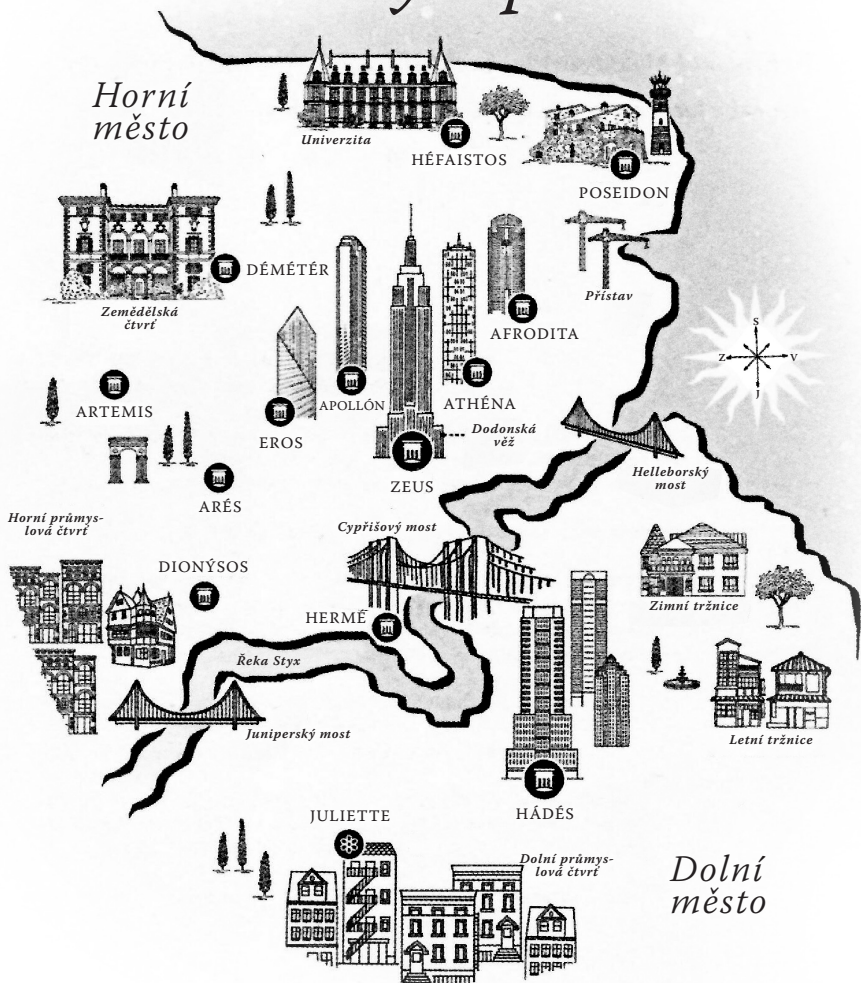 Horní
město
Univerzita
HÉFAISTOS
POSEIDON
DÉMÉTÉR
Zemědělská
čtvrť
Přístav
AFRODITA
S
Z
V
J
ARTEMIS
EROS
APOLLÓN
ATHÉNA
Dodonská
věž
ZEUS
Helleborský
most
ARÉS
Horní průmys-
lová čtvrť
Cypřišový most
DIONÝSOS
Zimní tržnice
HERMÉ
Řeka Styx
Juniperský most
Letní tržnice
HÁDÉS
JULIETTE
Dolní průmys-
lová čtvrť
Dolní
město